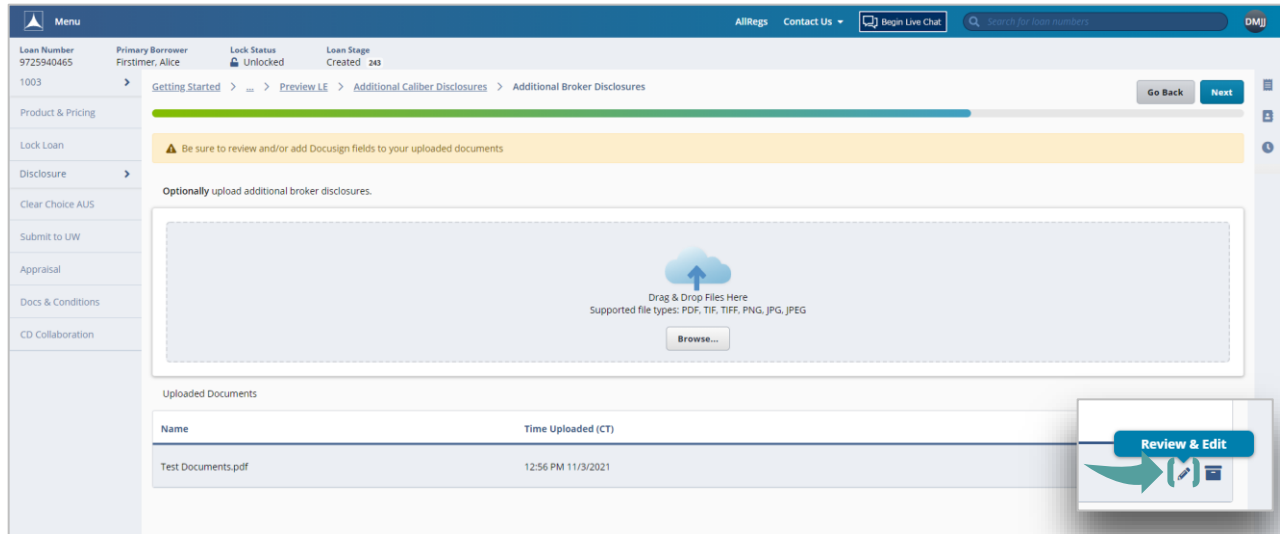 Menu
AllRegs Contact Us Begin Live Chat Search for loan numbers DMJJ
Loan Number Primary Borrower Lock Status Loan Stage
9725940465 Firstimer, Alice Unlocked Created 243
1003
Getting Started > ... > Preview LE > Additional Caliber Disclosures > Additional Broker Disclosures
Go Back Next
Product & Pricing
Lock Loan
Disclosure
Clear Choice AUS
Submit to UW
Appraisal
Docs & Conditions
CD Collaboration
Be sure to review and/or add Docusign fields to your uploaded documents
Optionally upload additional broker disclosures.
Drag & Drop Files Here
Supported file types: PDF, TIF, TIFF, PNG, JPG, JPEG
Browse...
Uploaded Documents
Name Time Uploaded (CT)
Test Documents.pdf 12:56 PM 11/3/2021
Review & Edit